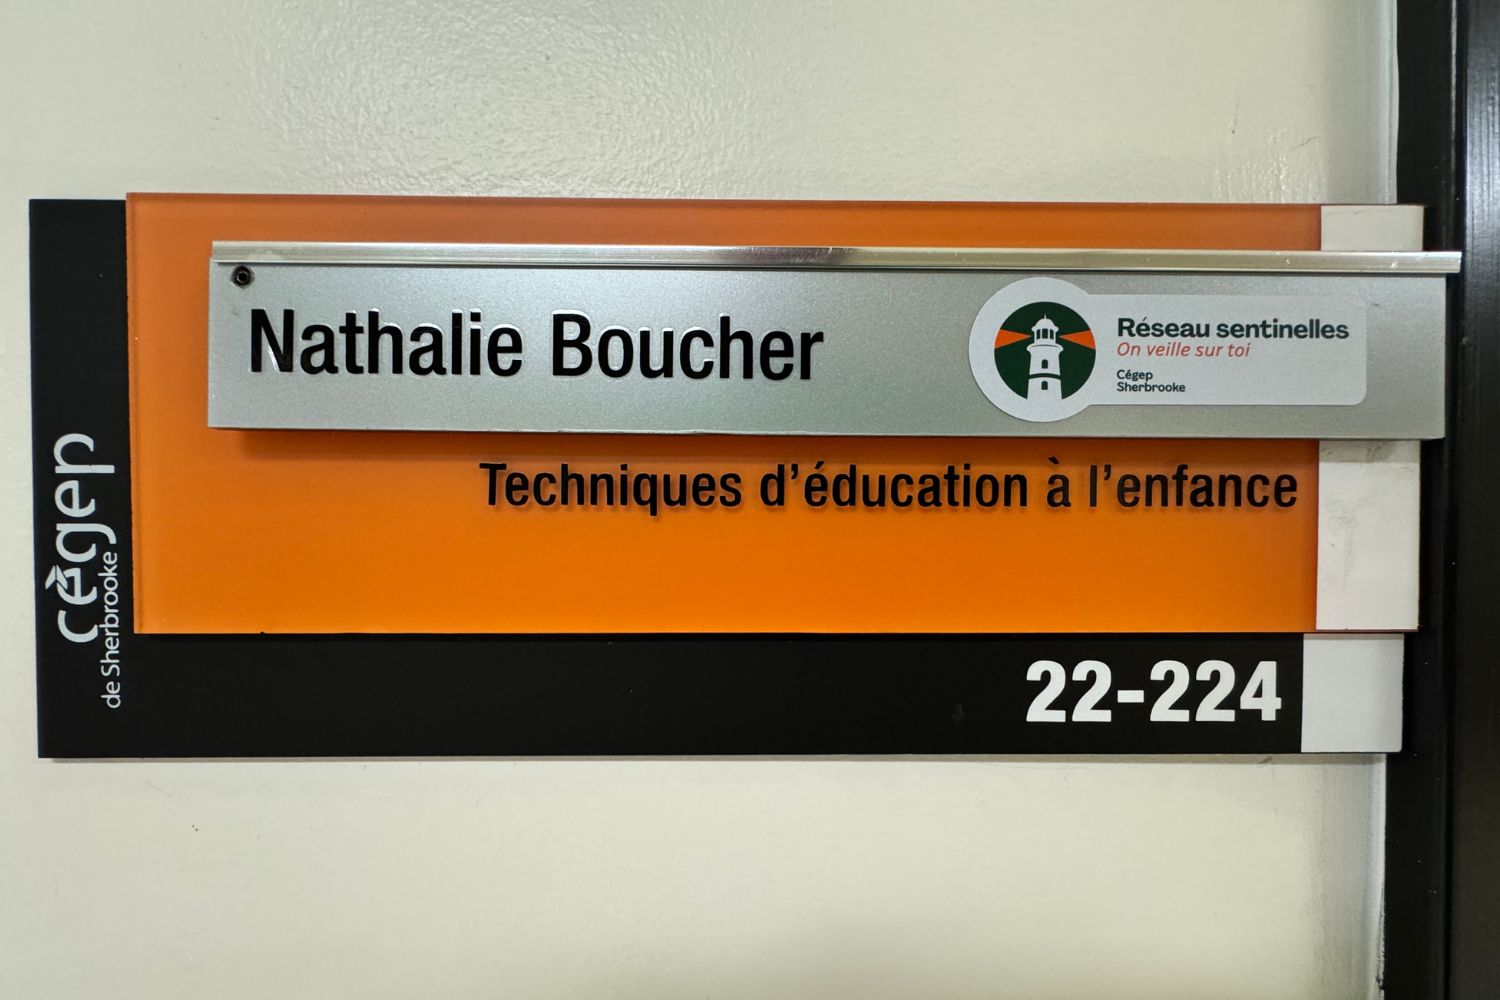 Nathalie Boucher
Réseau sentinelles
On veille sur toi
Cégep
Sherbrooke
Techniques d'éducation à l'enfance
cégep
de Sherbrooke
22-224